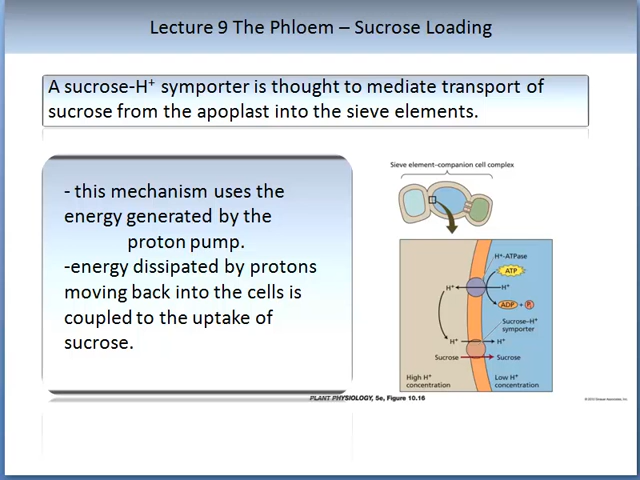 Lecture 9 The Phloem – Sucrose Loading
A sucrose-H⁺ symporter is thought to mediate transport of
sucrose from the apoplast into the sieve elements.
- this mechanism uses the
energy generated by the
proton pump.
-energy dissipated by protons
moving back into the cells is
coupled to the uptake of
sucrose.
Sieve element–companion cell complex
H⁺-ATPase
ATP
H⁺
H⁺
ADP + Pi
Sucrose–H⁺
symporter
H⁺
H⁺
Sucrose
Sucrose
High H⁺
concentration
Low H⁺
concentration
PLANT PHYSIOLOGY, 5e, Figure 10.16